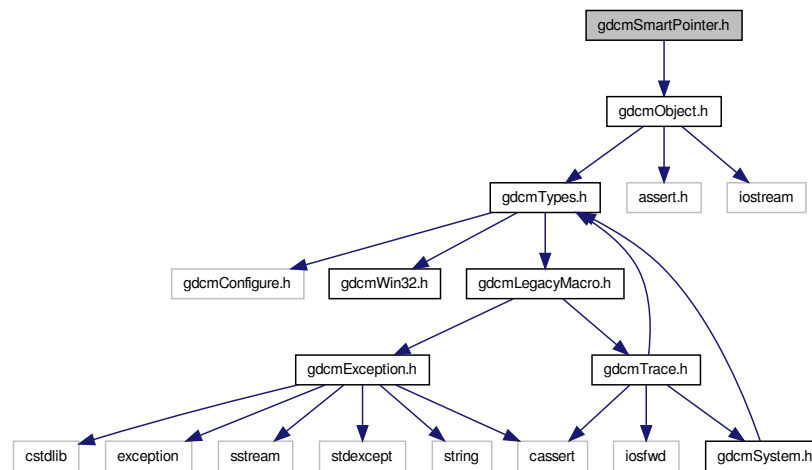 gdcmSmartPointer.h
gdcmObject.h
gdcmTypes.h
assert.h
iostream
gdcmConfigure.h
gdcmWin32.h
gdcmLegacyMacro.h
gdcmException.h
gdcmTrace.h
cstdlib
exception
sstream
stdexcept
string
cassert
iosfwd
gdcmSystem.h